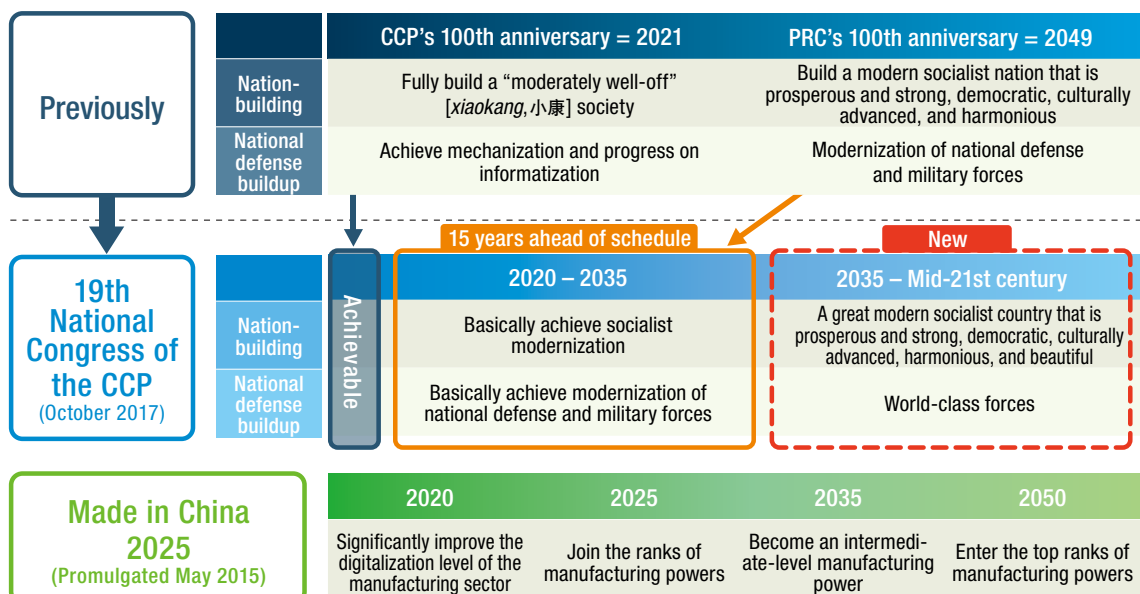 Previously
CCP's 100th anniversary = 2021
PRC's 100th anniversary = 2049
Nation-
building
Fully build a “moderately well-off”
[xiaokang, 小康] society
Build a modern socialist nation that is
prosperous and strong, democratic, culturally
advanced, and harmonious
National
defense
buildup
Achieve mechanization and progress on
informatization
Modernization of national defense
and military forces
19th
National
Congress of
the CCP
(October 2017)
Achievable
15 years ahead of schedule
New
2020 – 2035
2035 – Mid-21st century
Nation-
building
Basically achieve socialist
modernization
A great modern socialist country that is
prosperous and strong, democratic, culturally
advanced, harmonious, and beautiful
National
defense
buildup
Basically achieve modernization of
national defense and military forces
World-class forces
Made in China
2025
(Promulgated May 2015)
2020
2025
2035
2050
Significantly improve the
digitalization level of the
manufacturing sector
Join the ranks of
manufacturing powers
Become an intermedi-
ate-level manufacturing
power
Enter the top ranks of
manufacturing powers